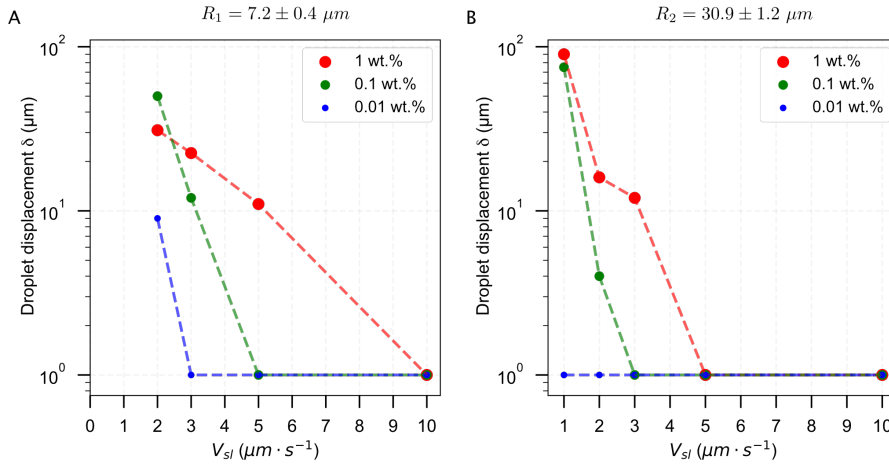 A
R₁ = 7.2 ± 0.4 μm
Droplet displacement δ (μm)
10²
10¹
10⁰
1 wt.%
0.1 wt.%
0.01 wt.%
0 1 2 3 4 5 6 7 8 9 10
Vsl (μm · s⁻¹)
B
R₂ = 30.9 ± 1.2 μm
Droplet displacement δ (μm)
10²
10¹
10⁰
1 wt.%
0.1 wt.%
0.01 wt.%
1 2 3 4 5 6 7 8 9 10
Vsl (μm · s⁻¹)